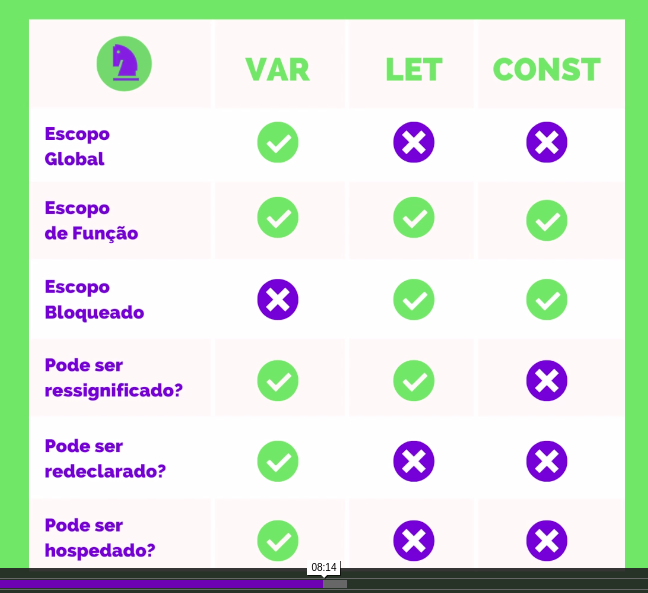 VAR LET CONST
Escopo
Global
Escopo
de Função
Escopo
Bloqueado
Pode ser
ressignificado?
Pode ser
redeclarado?
Pode ser
hospedado?
08:14